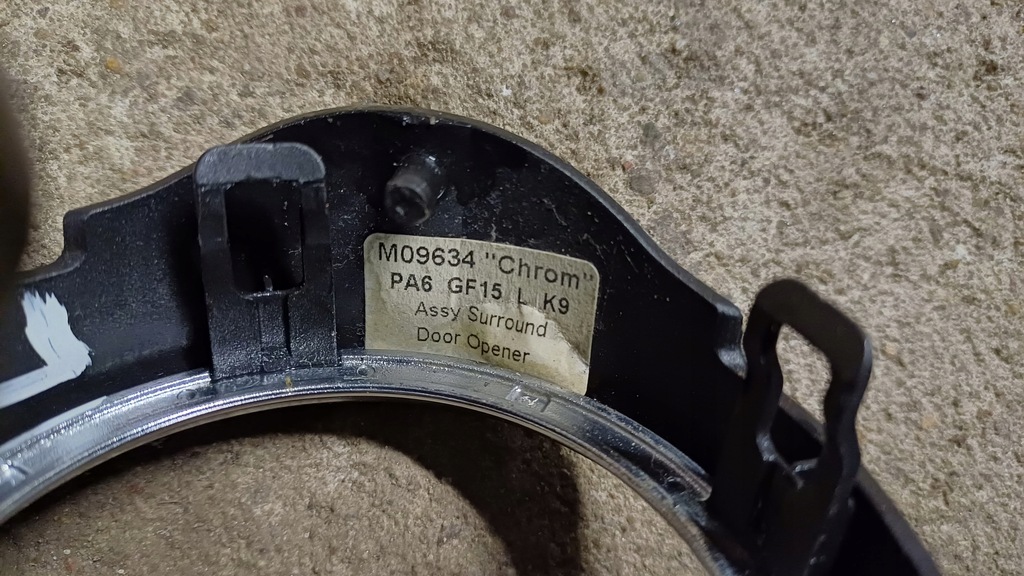 M09634 "Chrom"
PA6 GF15 L K9
Assy Surround
Door Opener